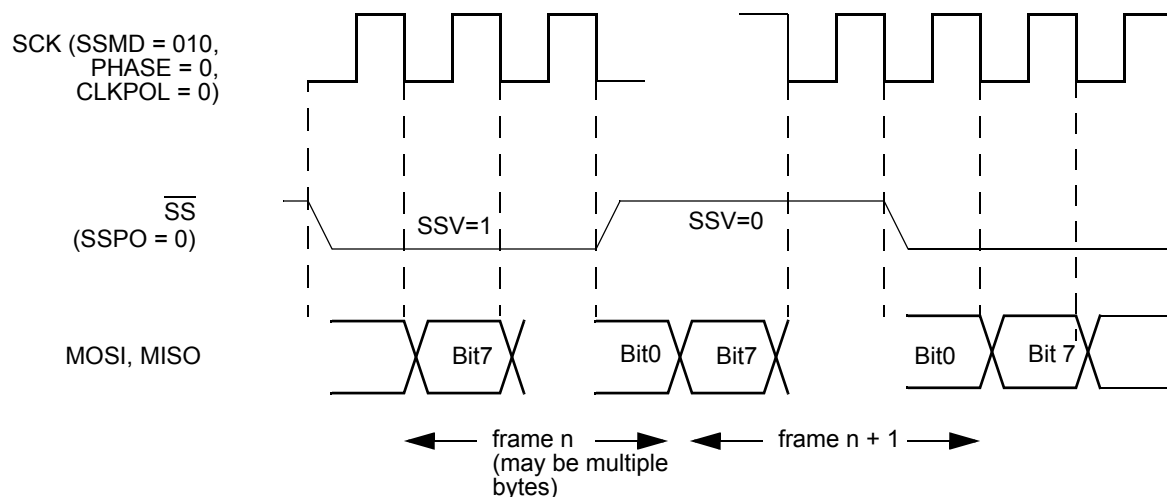 SCK (SSMD = 010,
PHASE = 0,
CLKPOL = 0)
SS
(SSPO = 0)
SSV=1
SSV=0
MOSI, MISO
Bit7
Bit0
Bit7
Bit0
Bit 7
frame n
(may be multiple
bytes)
frame n + 1